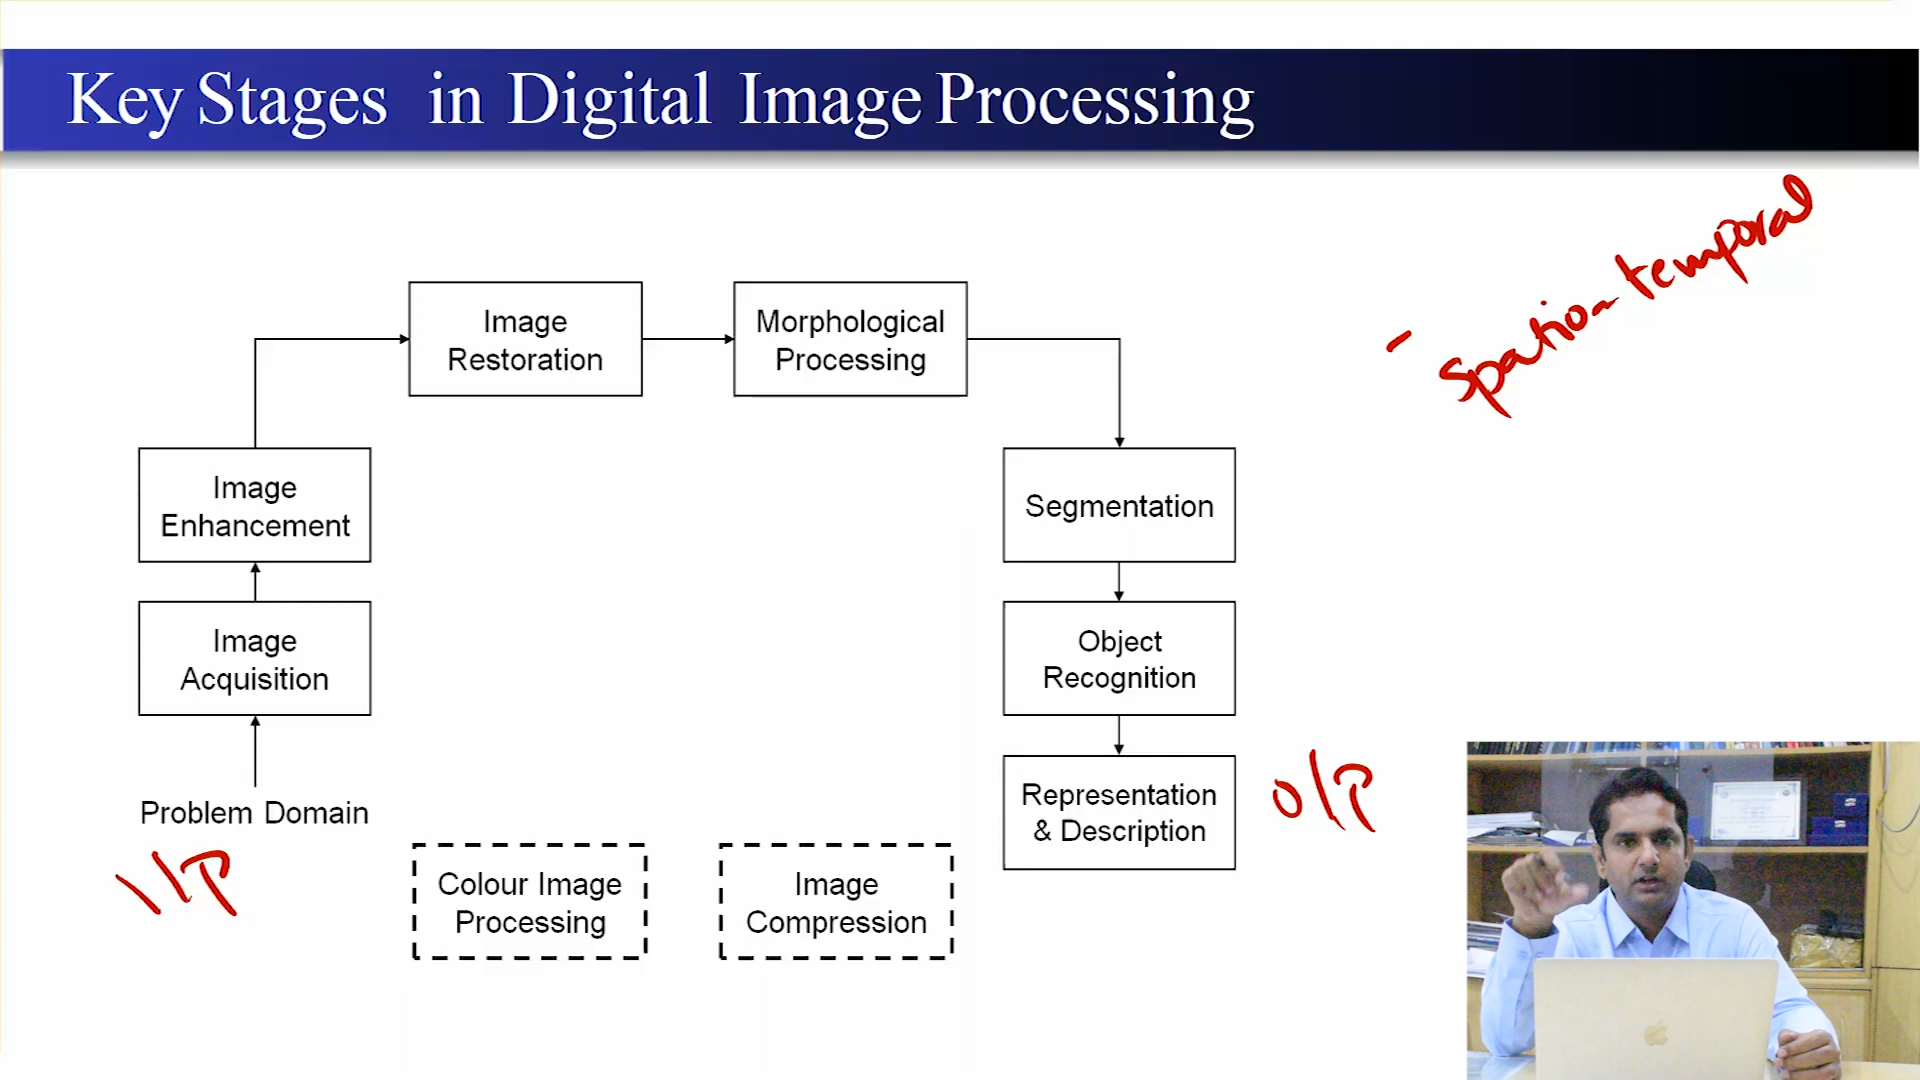 Key Stages in Digital Image Processing
- Spatio-temporal
Image
Restoration
Morphological
Processing
Image
Enhancement
Segmentation
Image
Acquisition
Object
Recognition
Problem Domain
I/P
Representation
& Description
O/P
Colour Image
Processing
Image
Compression